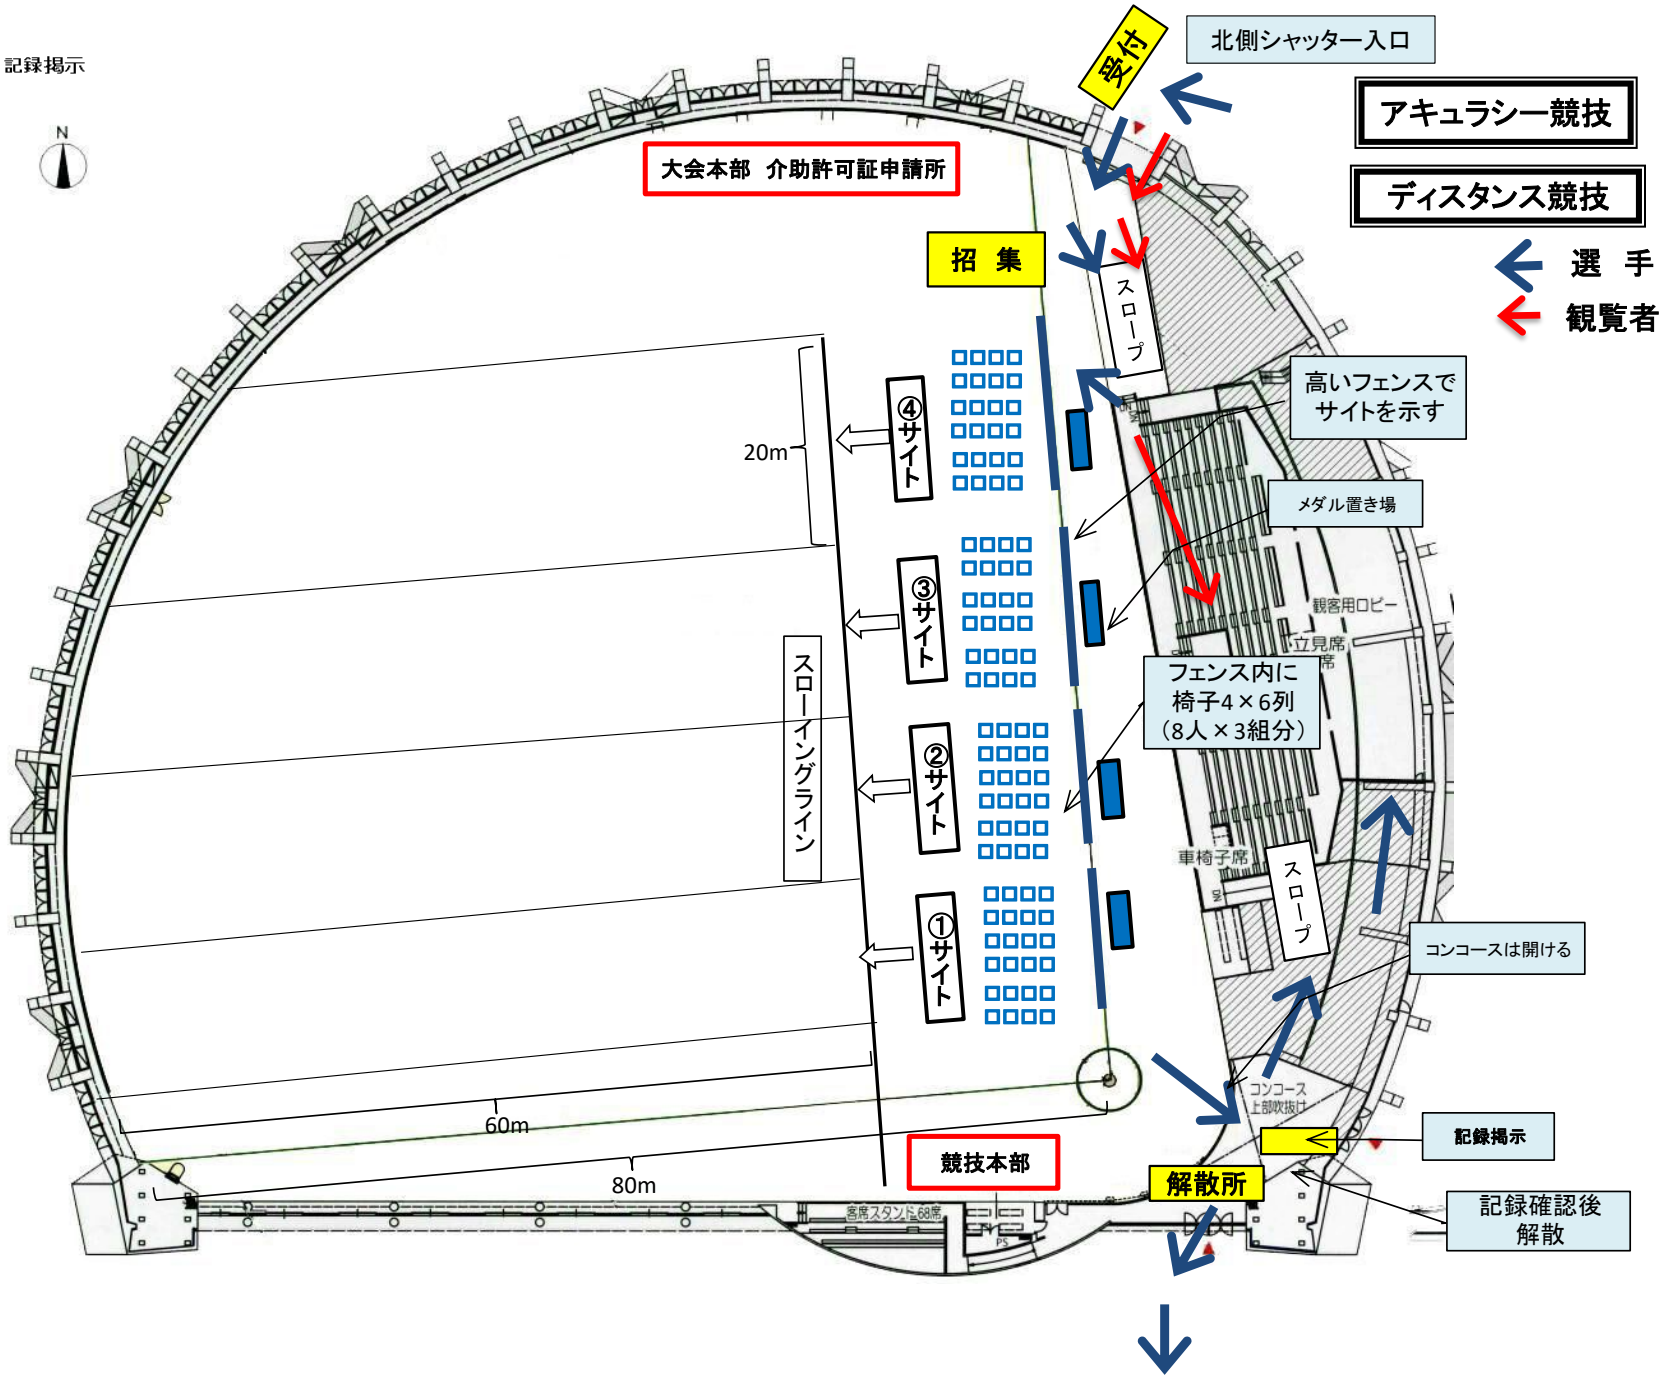 記録掲示
N
受付
北側シャッター入口
アキュラシー競技
ディスタンス競技
選　手
観覧者
大会本部　介助許可証申請所
招　集
スロープ
高いフェンスで
サイトを示す
メダル置き場
20m
④サイト
③サイト
②サイト
①サイト
スローイングライン
観客用ロビー
立見席
席
フェンス内に
椅子4×6列
（8人×3組分）
車椅子席
スロープ
DN
コンコースは開ける
コンコース
上部吹抜け
60m
80m
競技本部
解散所
記録掲示
記録確認後
解散
客席スタンド68席
PS